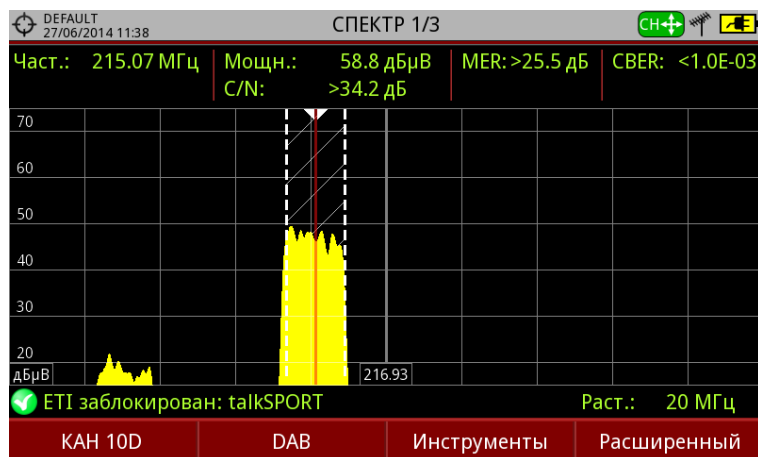 DEFAULT
27/06/2014 11:38
СПЕКТР 1/3
CH
Част.: 215.07 МГц
Мощн.: 58.8 дБμВ
MER: >25.5 дБ
CBER: <1.0E-03
C/N: >34.2 дБ
70
60
50
40
30
20
дБμВ
216.93
ETI заблокирован: talkSPORT
Раст.: 20 МГц
КАН 10D
DAB
Инструменты
Расширенный